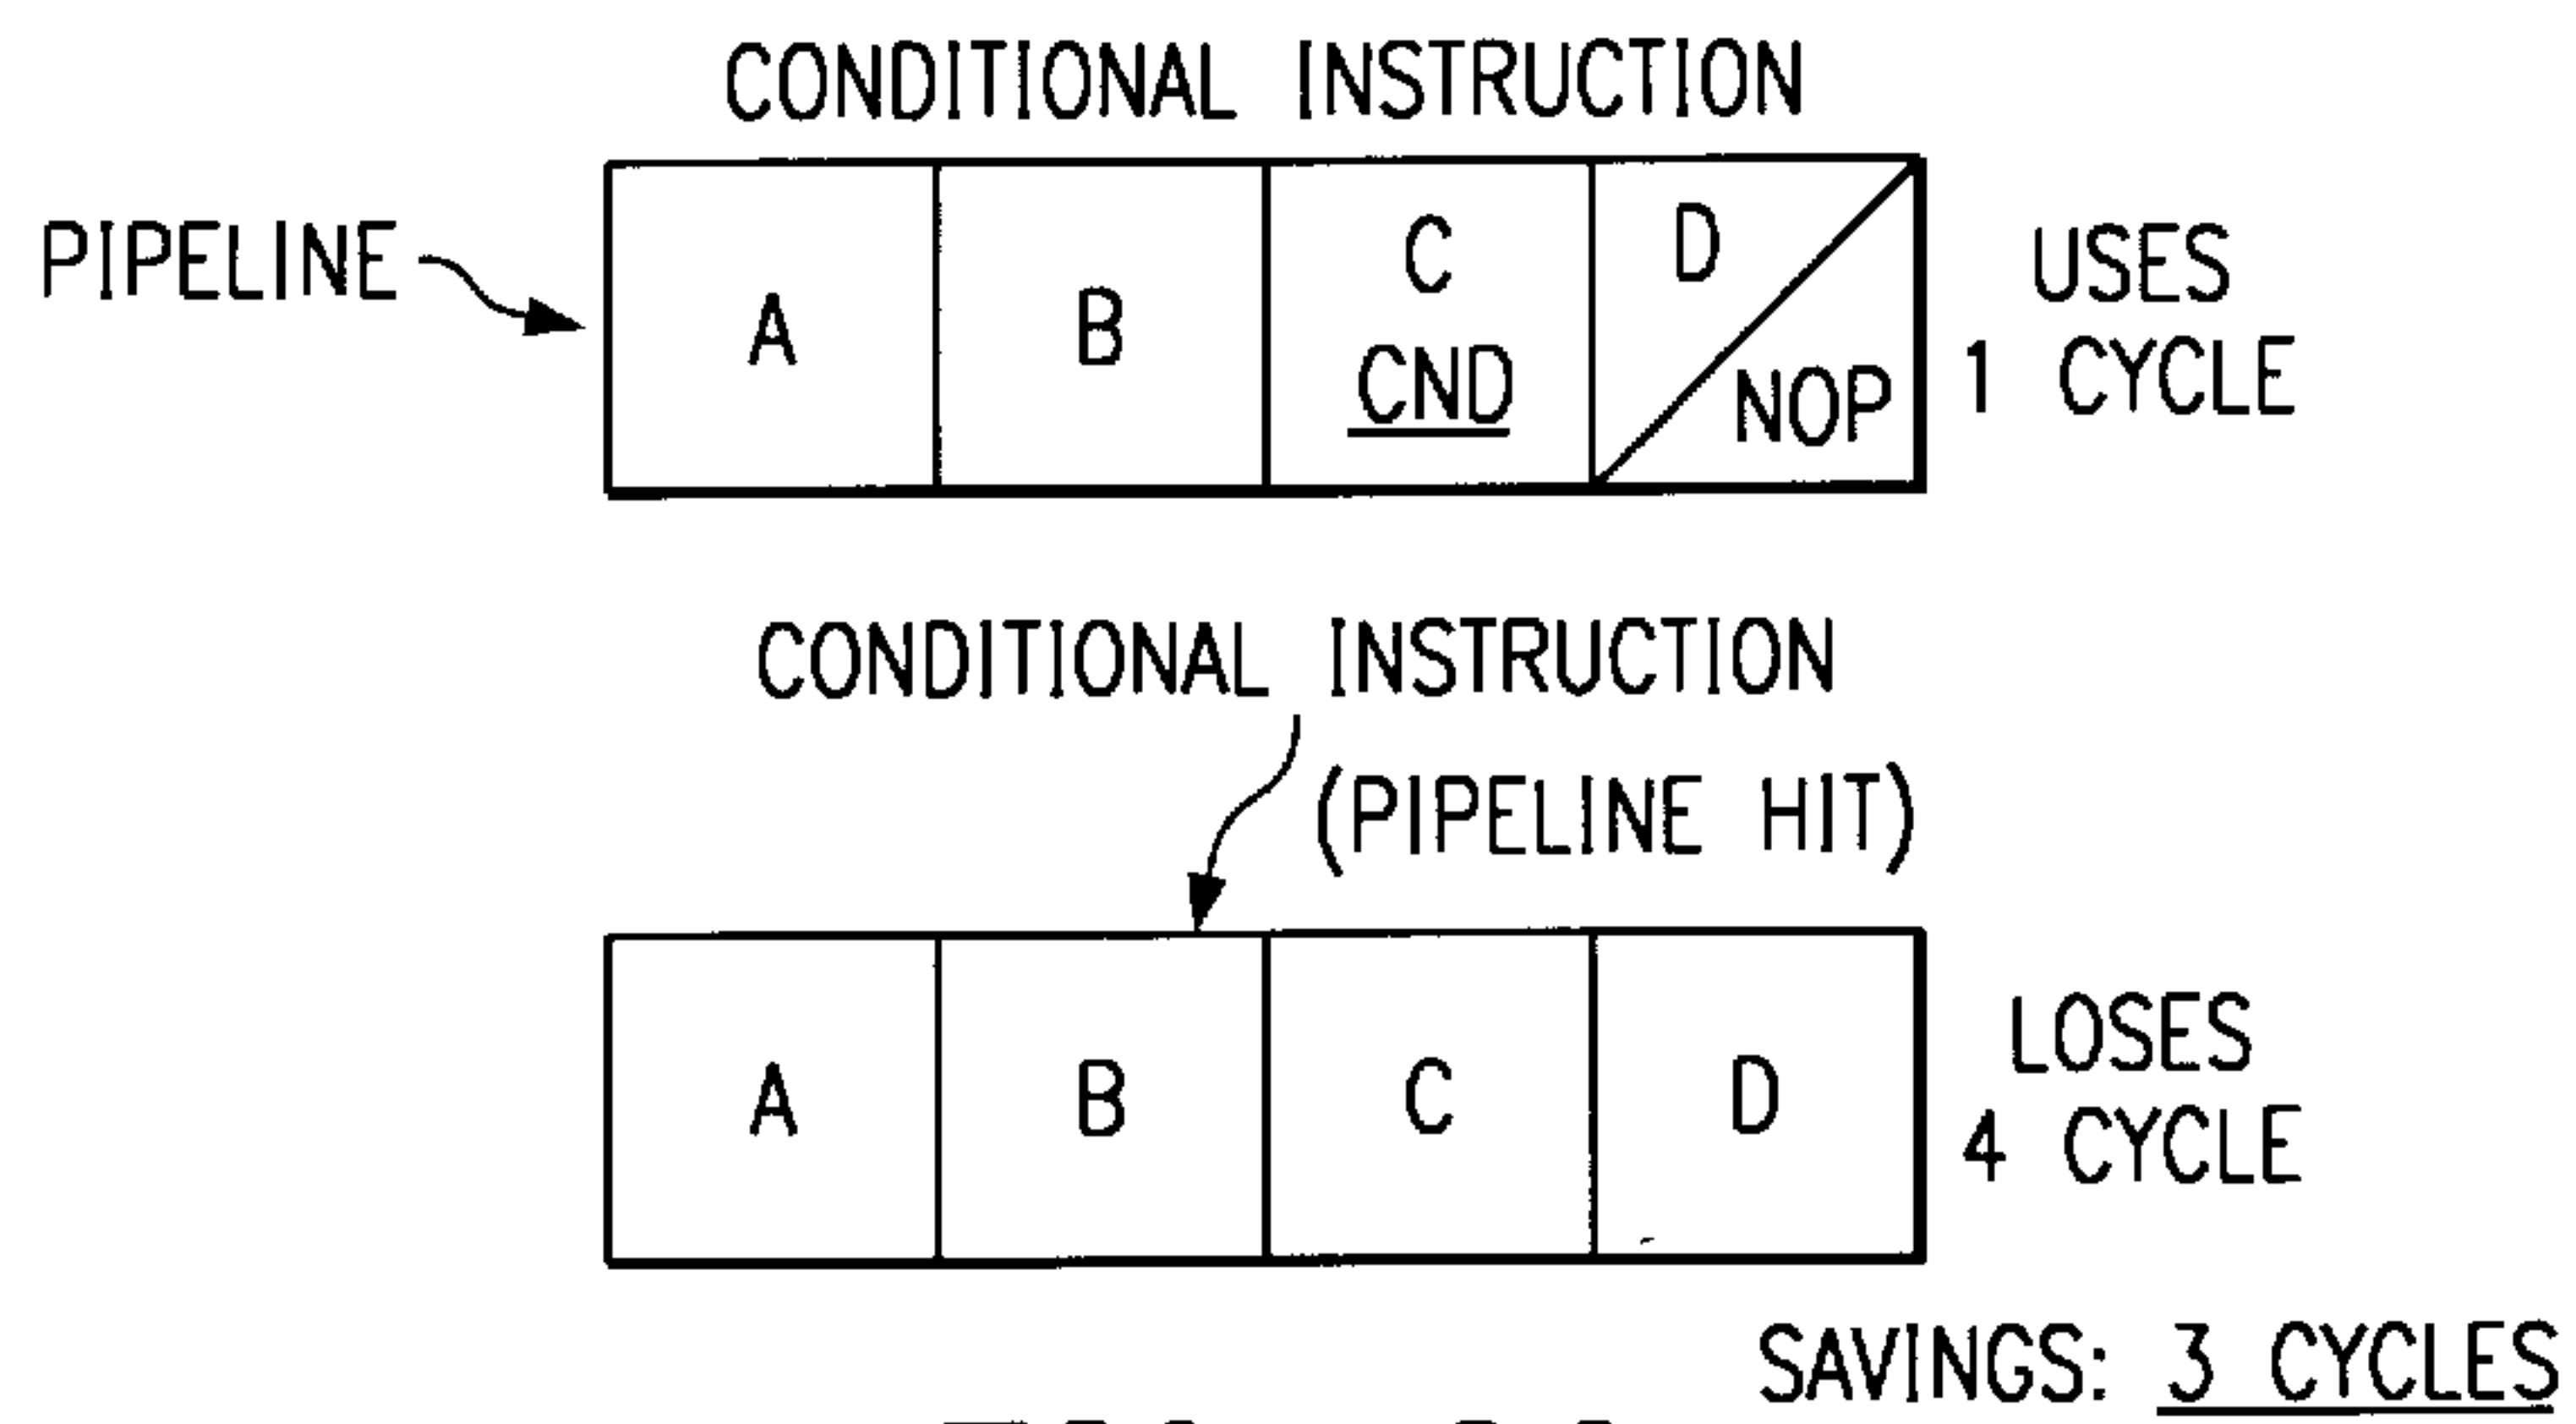 CONDITIONAL INSTRUCTION
PIPELINE
A
B
C
CND
D
NOP
USES
1 CYCLE
CONDITIONAL INSTRUCTION
(PIPELINE HIT)
A
B
C
D
LOSES
4 CYCLE
SAVINGS: 3 CYCLES